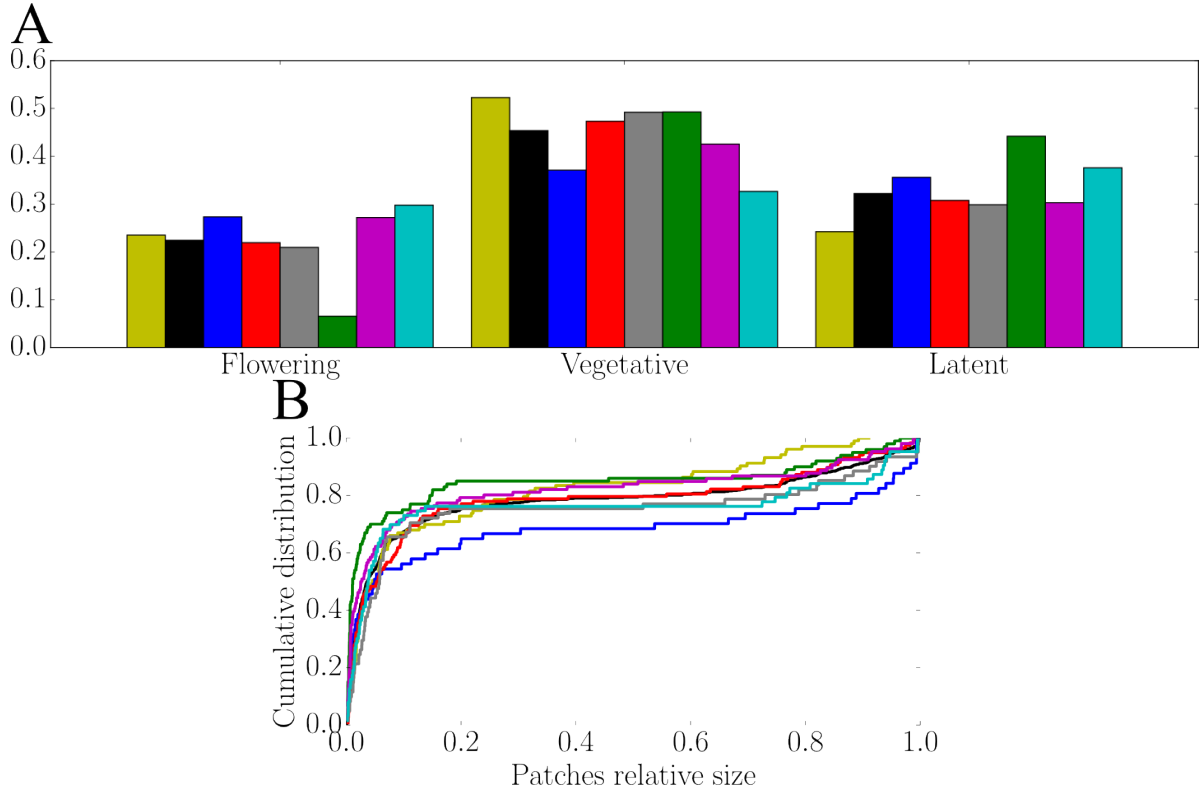 A
0.6
0.5
0.4
0.3
0.2
0.1
0.0
Flowering Vegetative Latent
B
1.0
0.8
0.6
0.4
0.2
0.0
Cumulative distribution
0.0 0.2 0.4 0.6 0.8 1.0
Patches relative size